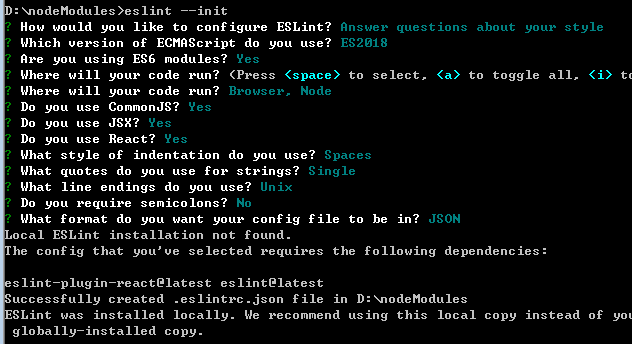 D:\nodeModules>eslint --init
? How would you like to configure ESLint? Answer questions about your style
? Which version of ECMAScript do you use? ES2018
? Are you using ES6 modules? Yes
? Where will your code run? (Press <space> to select, <a> to toggle all, <i> to
? Where will your code run? Browser, Node
? Do you use CommonJS? Yes
? Do you use JSX? Yes
? Do you use React? Yes
? What style of indentation do you use? Spaces
? What quotes do you use for strings? Single
? What line endings do you use? Unix
? Do you require semicolons? No
? What format do you want your config file to be in? JSON
Local ESLint installation not found.
The config that you've selected requires the following dependencies:
eslint-plugin-react@latest eslint@latest
Successfully created .eslintrc.json file in D:\nodeModules
ESLint was installed locally. We recommend using this local copy instead of you
globally-installed copy.